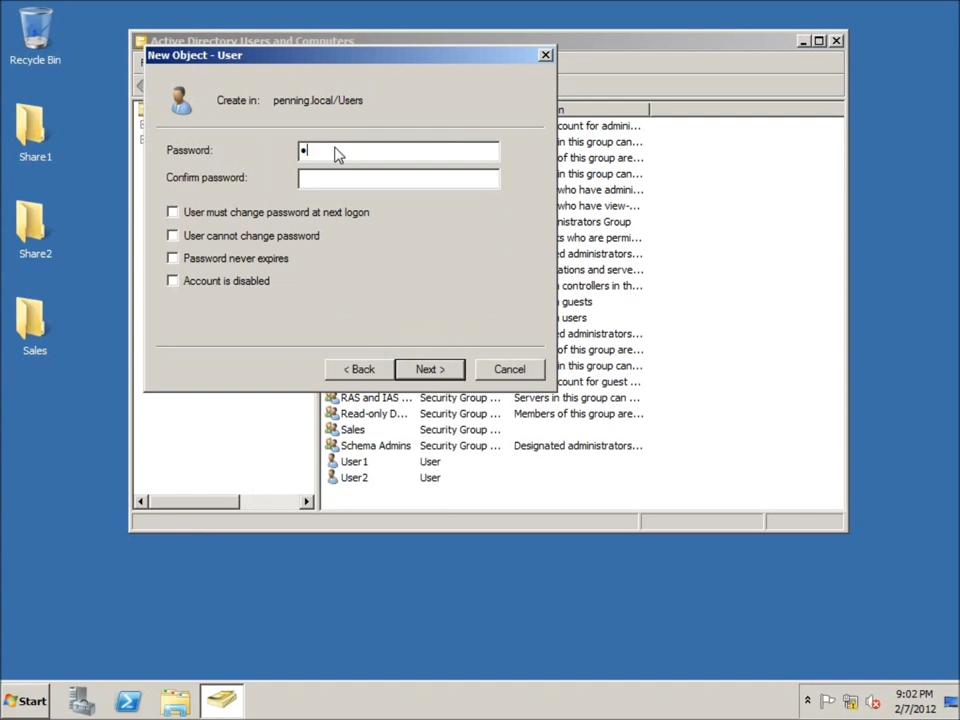 Recycle Bin
Share1
Share2
Sales
Active Directory Users and Computers
New Object - User
Create in: penning.local/Users
Password:
Confirm password:
User must change password at next logon
User cannot change password
Password never expires
Account is disabled
< Back
Next >
Cancel
count for admini...
in this group can...
of this group are...
in this group can...
who have admini...
who have view-...
nistrators Group
ts who are permi...
ed administrators...
ations and serve...
controllers in th...
guests
users
ed administrators...
of this group are...
in this group can...
count for guest ...
RAS and IAS ... Security Group ... Servers in this group can ...
Read-only D... Security Group ... Members of this group are...
Sales Security Group ...
Schema Admins Security Group ... Designated administrators...
User1 User
User2 User
Start
9:02 PM
2/7/2012